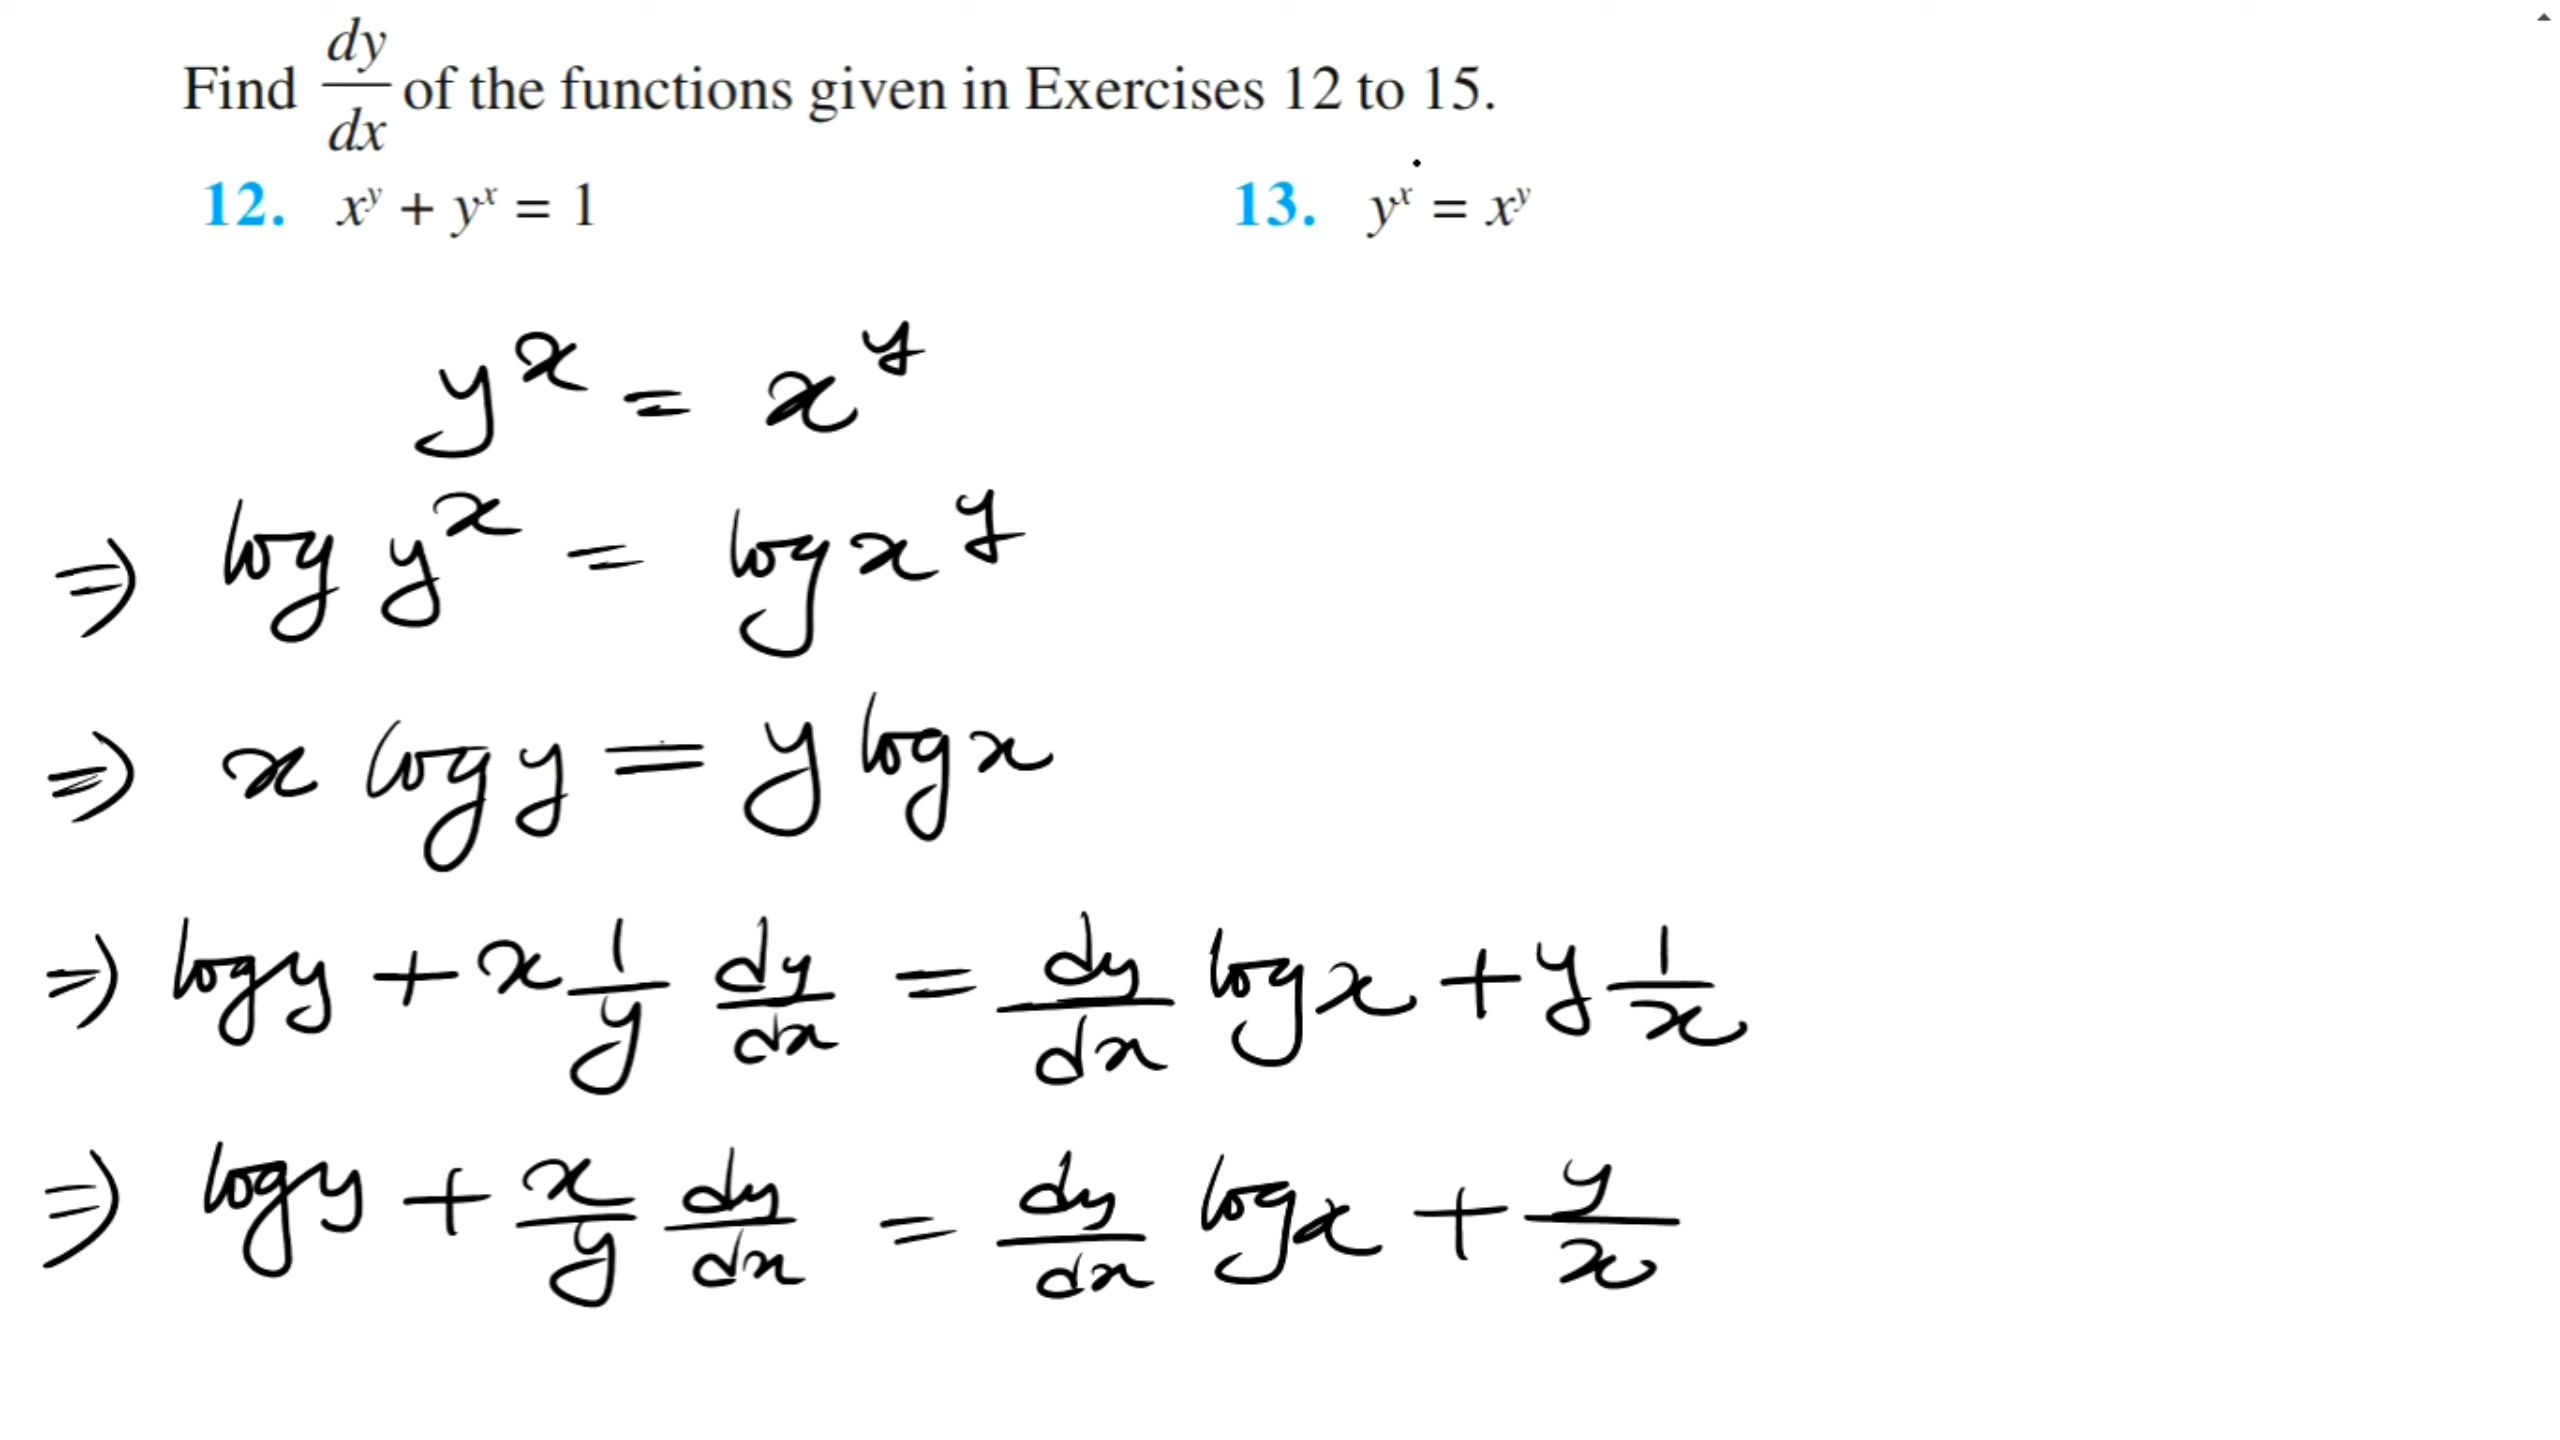 Find dy/dx of the functions given in Exercises 12 to 15.
12. x^y + y^x = 1
13. y^x = x^y
y^x = x^y
⇒ log y^x = log x^y
⇒ x log y = y log x
⇒ log y + x 1/y dy/dx = dy/dx log x + y 1/x
⇒ log y + x/y dy/dx = dy/dx log x + y/x